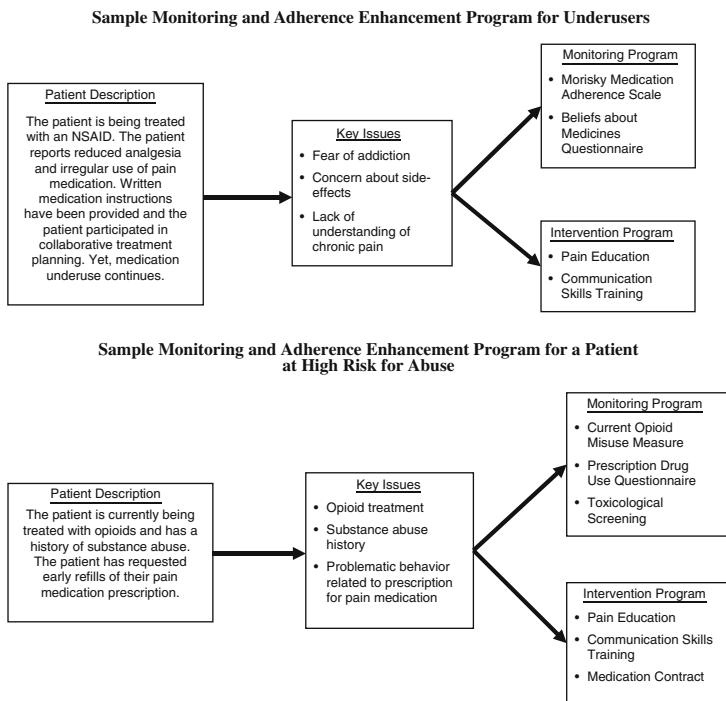 Sample Monitoring and Adherence Enhancement Program for Underusers
Patient Description
The patient is being treated
with an NSAID. The patient
reports reduced analgesia
and irregular use of pain
medication. Written
medication instructions
have been provided and the
patient participated in
collaborative treatment
planning. Yet, medication
underuse continues.
Key Issues
• Fear of addiction
• Concern about side-
effects
• Lack of
understanding of
chronic pain
Monitoring Program
• Morisky Medication
Adherence Scale
• Beliefs about
Medicines
Questionnaire
Intervention Program
• Pain Education
• Communication
Skills Training
Sample Monitoring and Adherence Enhancement Program for a Patient
at High Risk for Abuse
Patient Description
The patient is currently being
treated with opioids and has a
history of substance abuse.
The patient has requested
early refills of their pain
medication prescription.
Key Issues
• Opioid treatment
• Substance abuse
history
• Problematic behavior
related to prescription
for pain medication
Monitoring Program
• Current Opioid
Misuse Measure
• Prescription Drug
Use Questionnaire
• Toxicological
Screening
Intervention Program
• Pain Education
• Communication Skills
Training
• Medication Contract